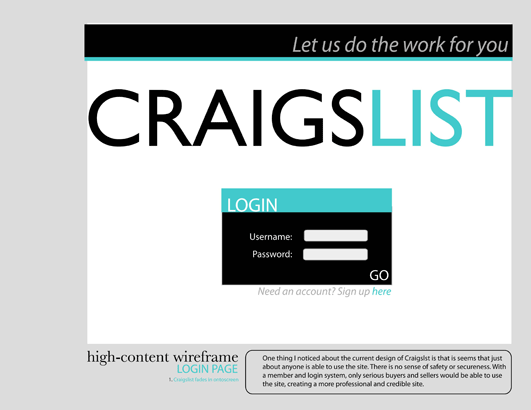 Let us do the work for you
CRAIGSLIST
LOGIN
Username:
Password:
GO
Need an account? Sign up here
high-content wireframe
LOGIN PAGE
1. Craigslist
One thing I noticed about the current design of Craigslst is that is seems that just
about anyone is able to use the site. There is no sense of safety or secureness. With
a member and login system, only serious buyers and sellers would be able to use
the site, creating a more professional and credible site.